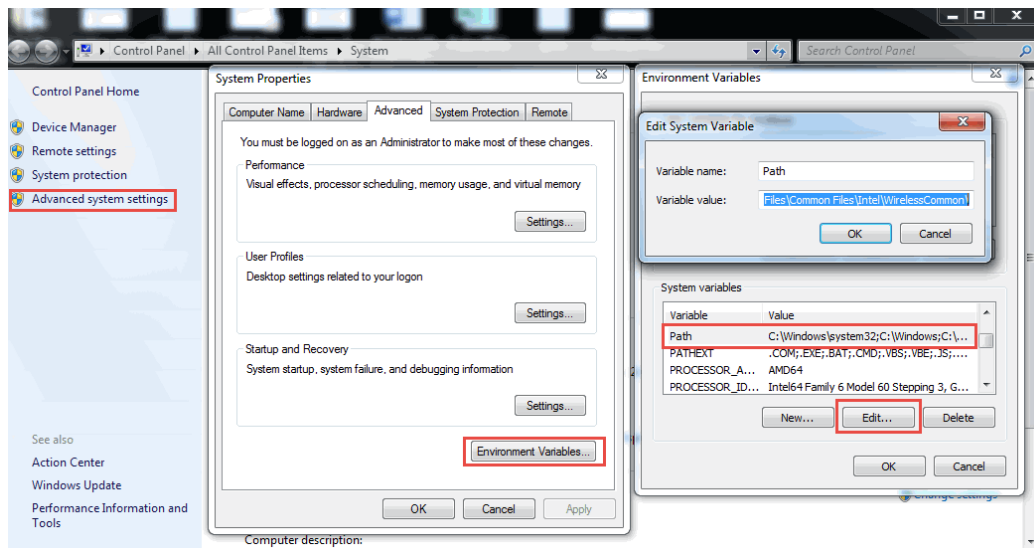 Control Panel ▸ All Control Panel Items ▸ System
Search Control Panel
Control Panel Home
Device Manager
Remote settings
System protection
Advanced system settings
See also
Action Center
Windows Update
Performance Information and
Tools
System Properties
Computer Name Hardware Advanced System Protection Remote
You must be logged on as an Administrator to make most of these changes.
Performance
Visual effects, processor scheduling, memory usage, and virtual memory
Settings...
User Profiles
Desktop settings related to your logon
Settings...
Startup and Recovery
System startup, system failure, and debugging information
Settings...
Environment Variables...
OK Cancel Apply
Computer description:
Environment Variables
Edit System Variable
Variable name: Path
Variable value: Files\Common Files\Intel\WirelessCommon\
OK Cancel
System variables
Variable Value
Path C:\Windows\system32;C:\Windows;C:\...
PATHEXT .COM;.EXE;.BAT;.CMD;.VBS;.VBE;.JS;....
PROCESSOR_A... AMD64
PROCESSOR_ID... Intel64 Family 6 Model 60 Stepping 3, G...
New... Edit... Delete
OK Cancel
Change settings